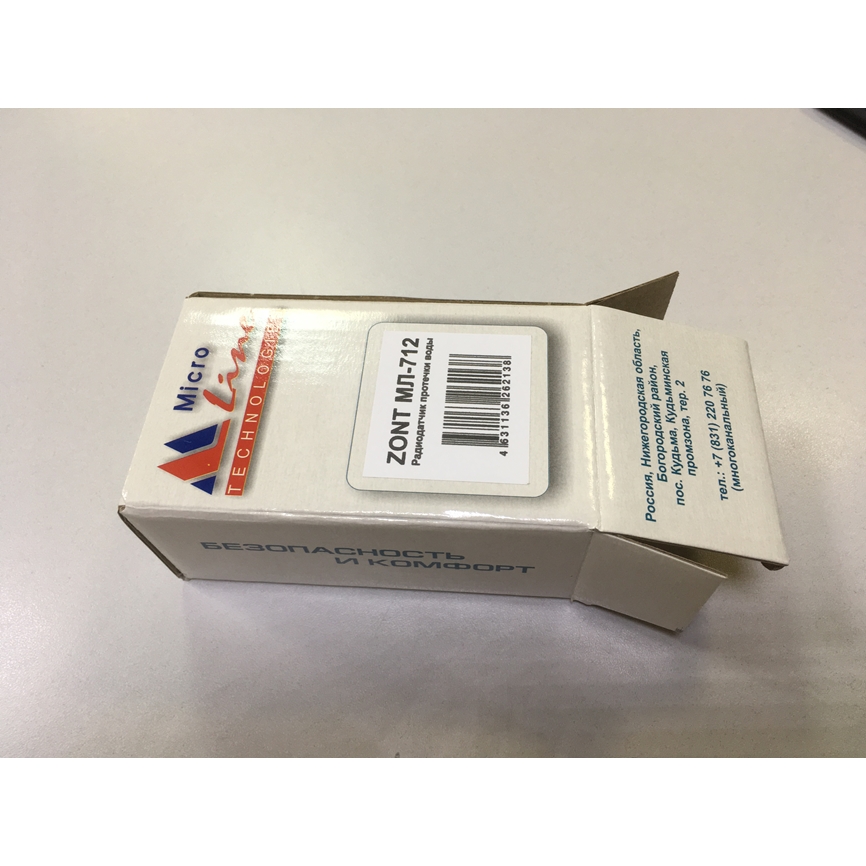 Micro
Line
TECHNOLOGIES
ZONT МЛ-712
Радиодатчик протечки воды
4 631136 262138
БЕЗОПАСНОСТЬ
И КОМФОРТ
Россия, Нижегородская область,
Богородский район,
пос. Кудьма, Кудьминская
промзона, тер. 2
тел.: +7 (831) 220 76 76
(многоканальный)